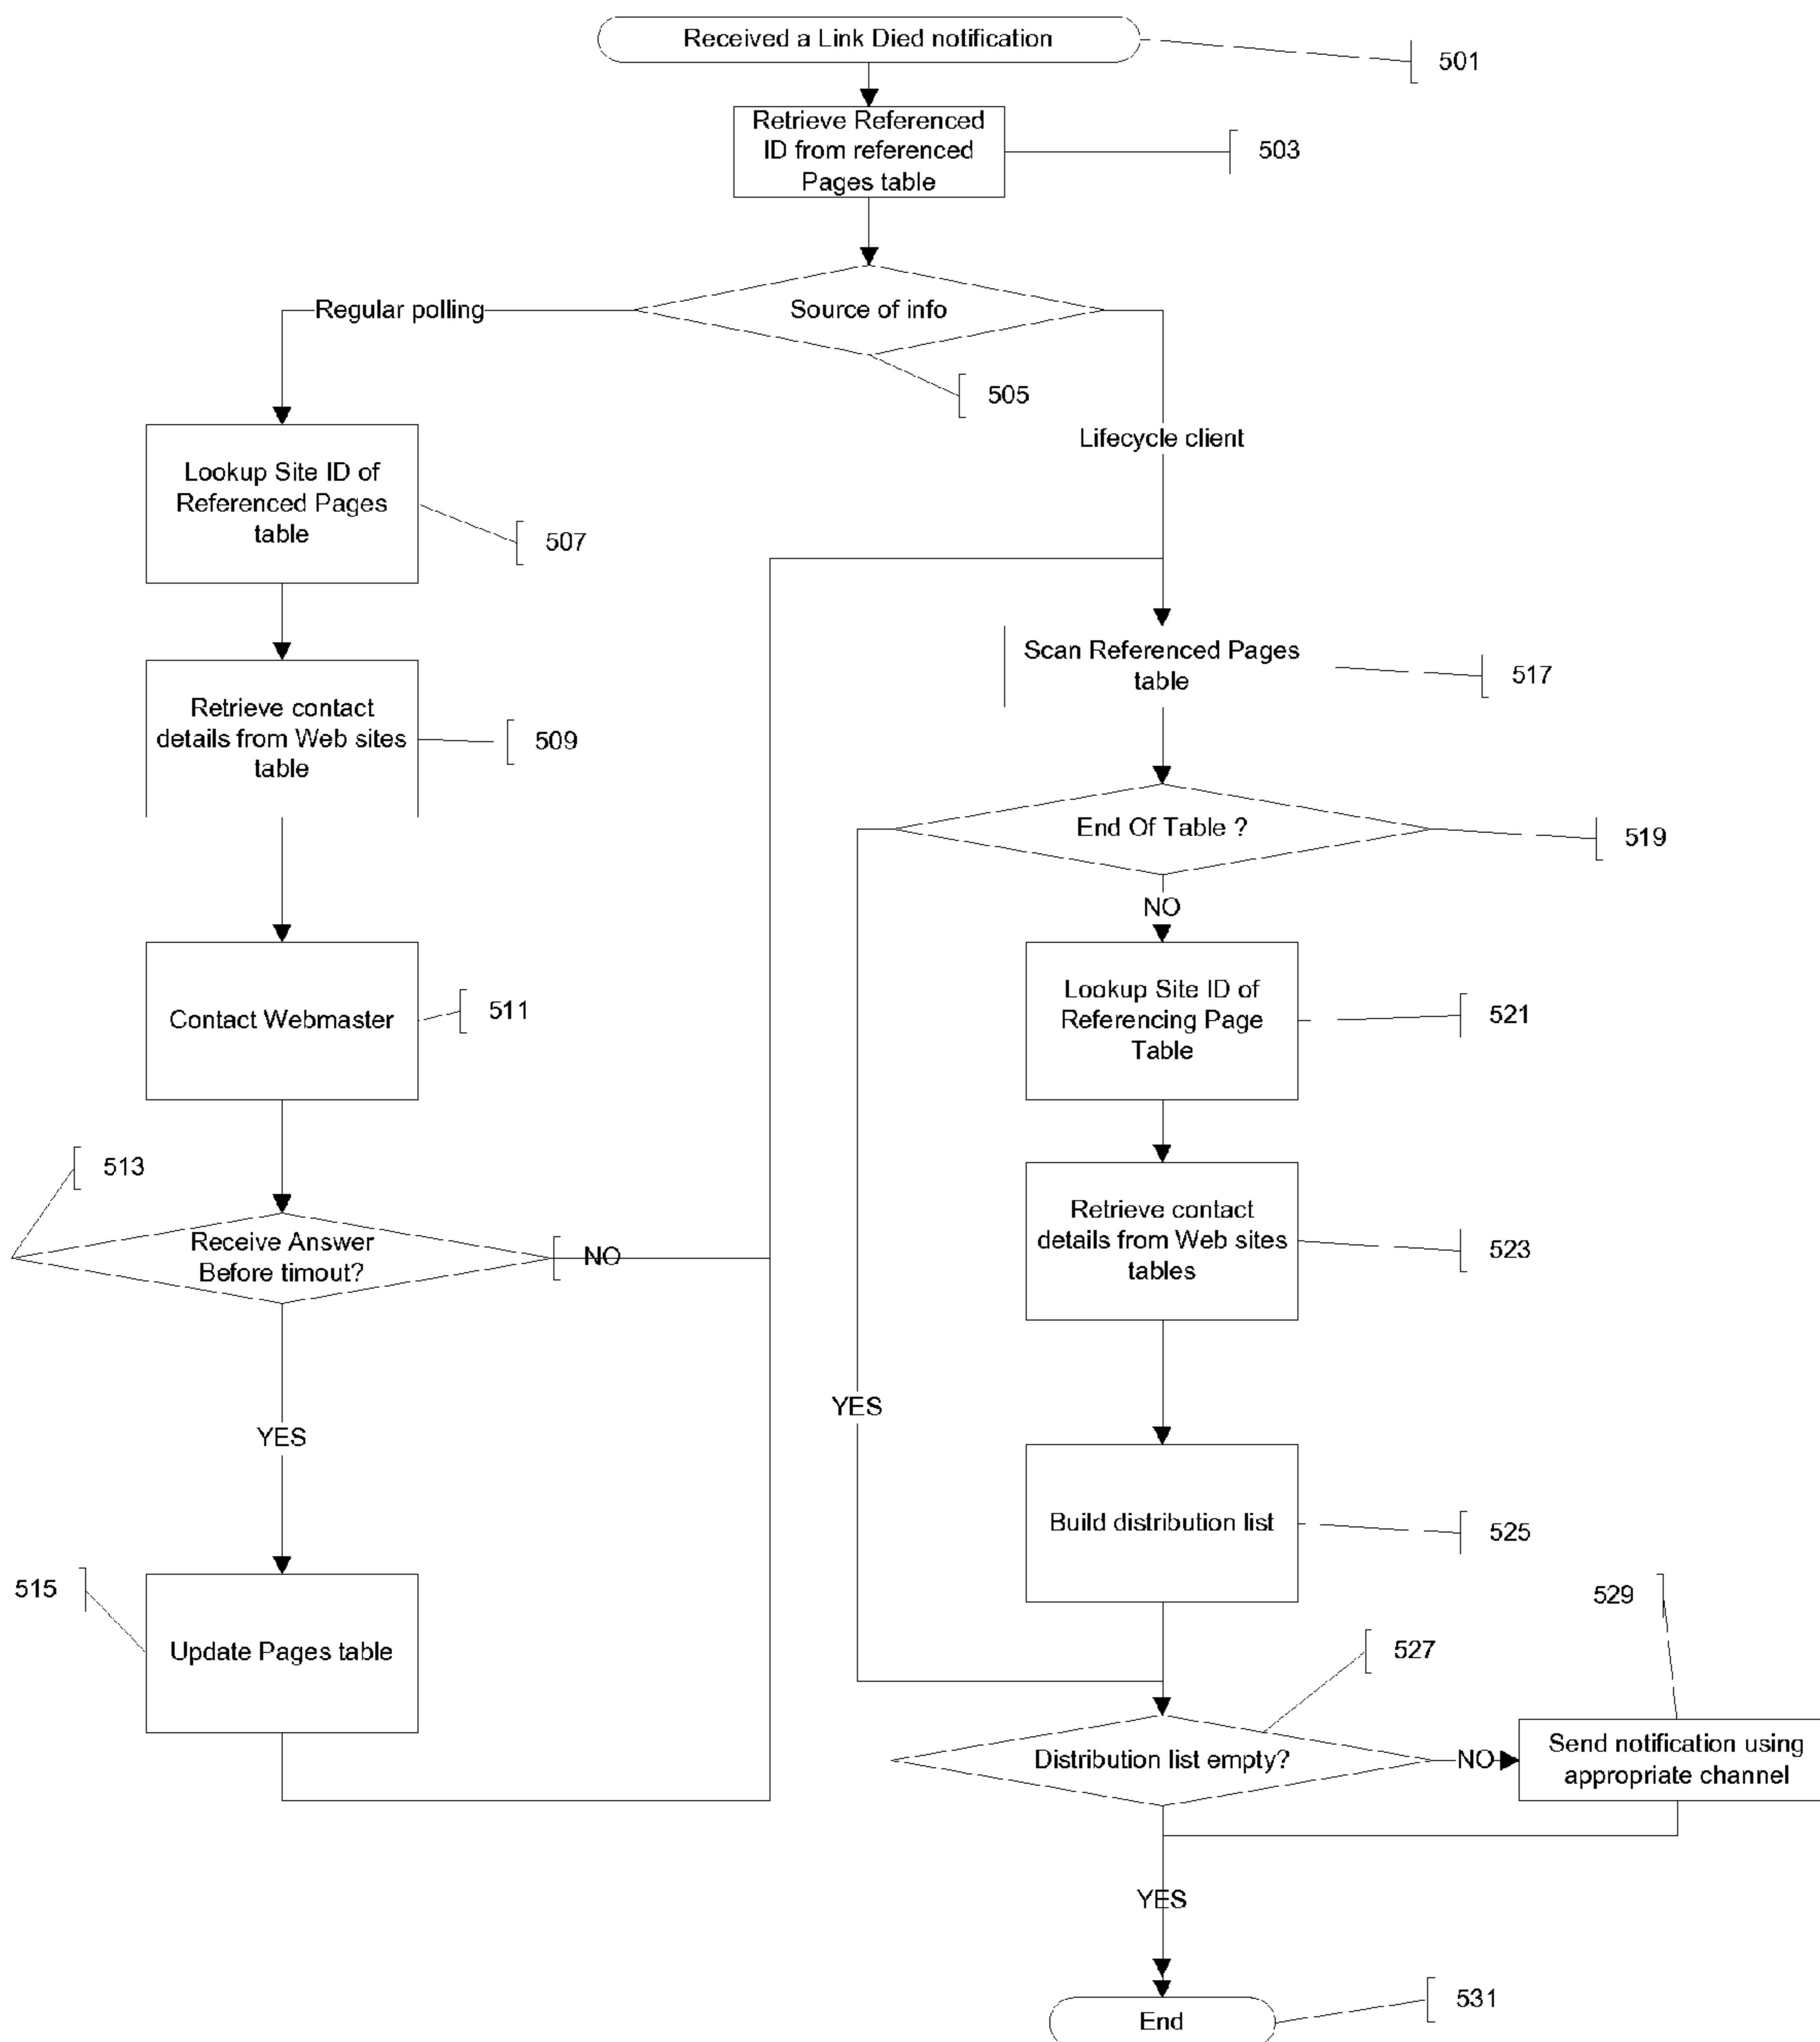 Received a Link Died notification
501
Retrieve Referenced
ID from referenced
Pages table
503
Source of info
505
Regular polling
Lifecycle client
Lookup Site ID of
Referenced Pages
table
507
Retrieve contact
details from Web sites
table
509
Contact Webmaster
511
513
Receive Answer
Before timout?
NO
YES
515
Update Pages table
Scan Referenced Pages
table
517
End Of Table ?
519
NO
YES
Lookup Site ID of
Referencing Page
Table
521
Retrieve contact
details from Web sites
tables
523
Build distribution list
525
527
Distribution list empty?
NO
529
Send notification using
appropriate channel
YES
End
531